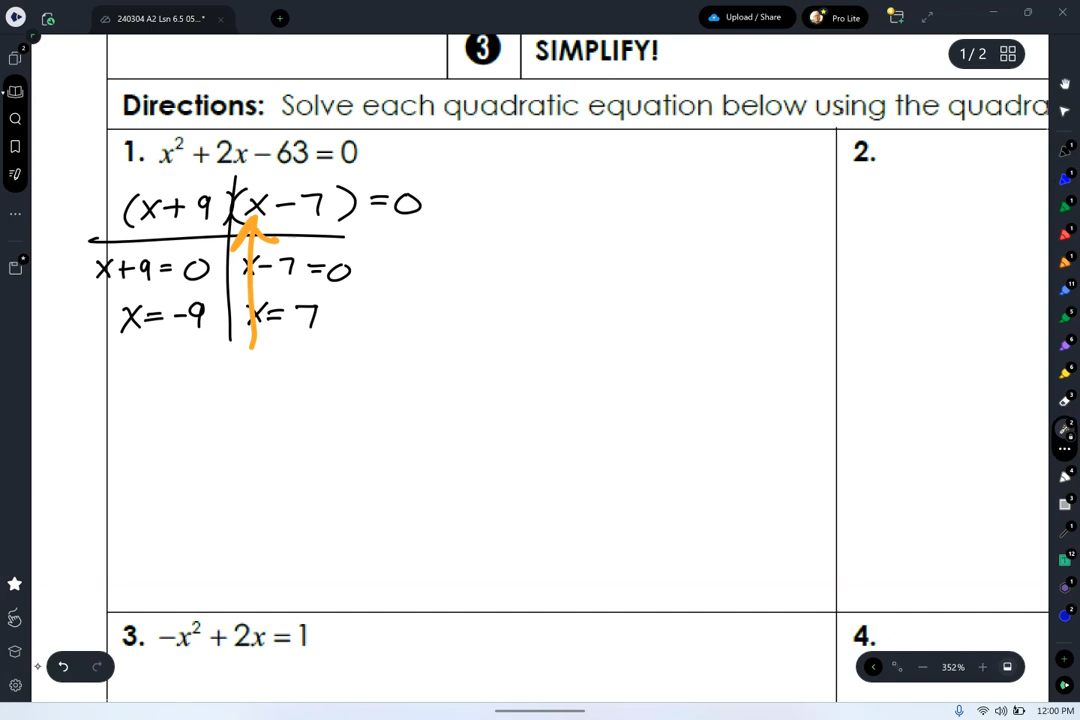 240304 A2 Lsn 6.5 05...*
Upload / Share
Pro Lite
3 SIMPLIFY!
1/2
Directions: Solve each quadratic equation below using the quadra
1. x² + 2x − 63 = 0
2.
(x + 9)(x − 7) = 0
x + 9 = 0 x − 7 = 0
x = −9 x = 7
3. −x² + 2x = 1
4.
352%
12:00 PM